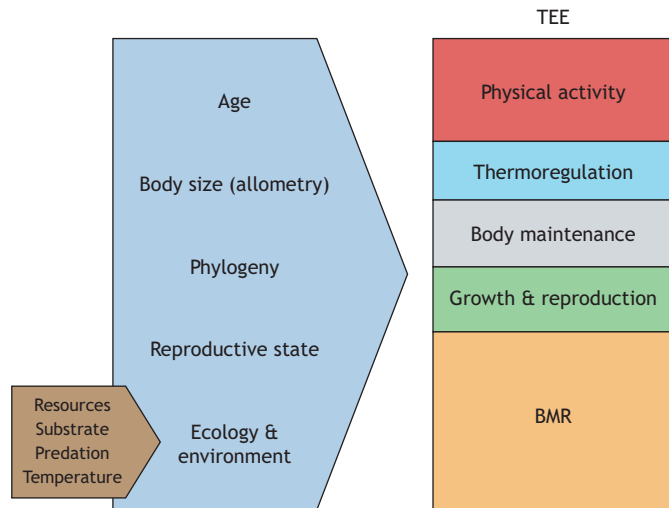 TEE
Age
Body size (allometry)
Phylogeny
Reproductive state
Ecology &
environment
Resources
Substrate
Predation
Temperature
Physical activity
Thermoregulation
Body maintenance
Growth & reproduction
BMR